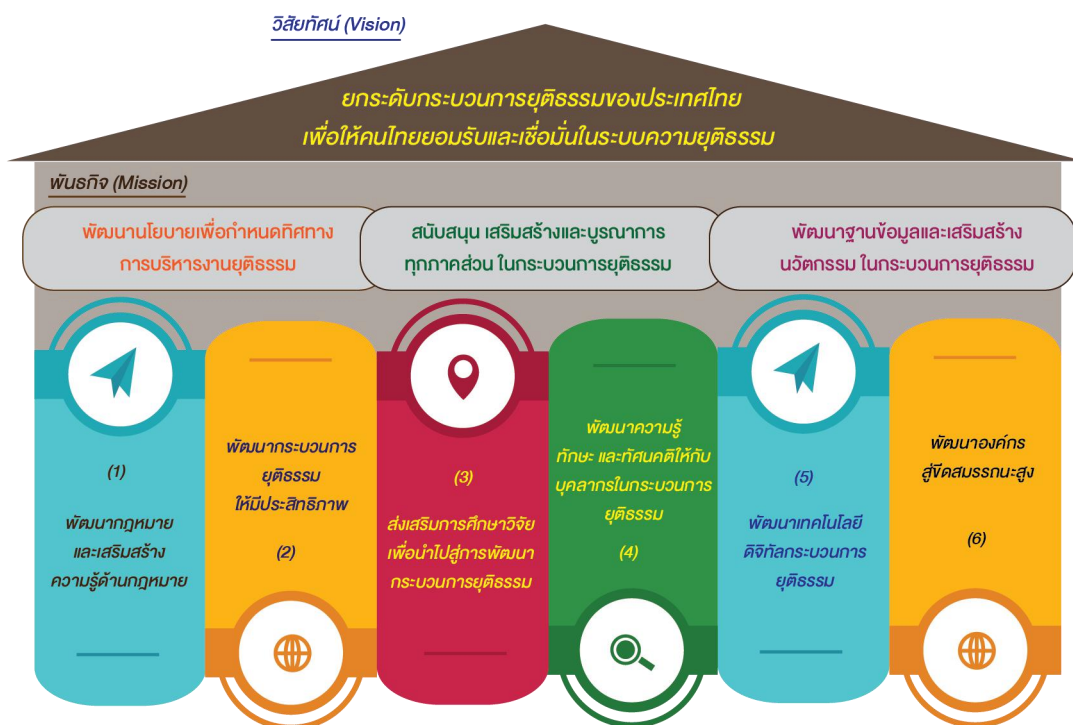 วิสัยทัศน์ (Vision)
ยกระดับกระบวนการยุติธรรมของประเทศไทย
เพื่อให้คนไทยยอมรับและเชื่อมั่นในระบบความยุติธรรม
พันธกิจ (Mission)
พัฒนานโยบายเพื่อกำหนดทิศทาง
การบริหารงานยุติธรรม
สนับสนุน เสริมสร้างและบูรณาการ
ทุกภาคส่วน ในกระบวนการยุติธรรม
พัฒนาฐานข้อมูลและเสริมสร้าง
นวัตกรรม ในกระบวนการยุติธรรม
(1)
พัฒนากฎหมาย
และเสริมสร้าง
ความรู้ด้านกฎหมาย
พัฒนากระบวนการ
ยุติธรรม
ให้มีประสิทธิภาพ
(2)
(3)
ส่งเสริมการศึกษาวิจัย
เพื่อนำไปสู่การพัฒนา
กระบวนการยุติธรรม
พัฒนาความรู้
ทักษะ และทัศนคติให้กับ
บุคลากรในกระบวนการ
ยุติธรรม
(4)
(5)
พัฒนาเทคโนโลยี
ดิจิทัลกระบวนการ
ยุติธรรม
พัฒนาองค์กร
สู่ขีดสมรรถนะสูง
(6)